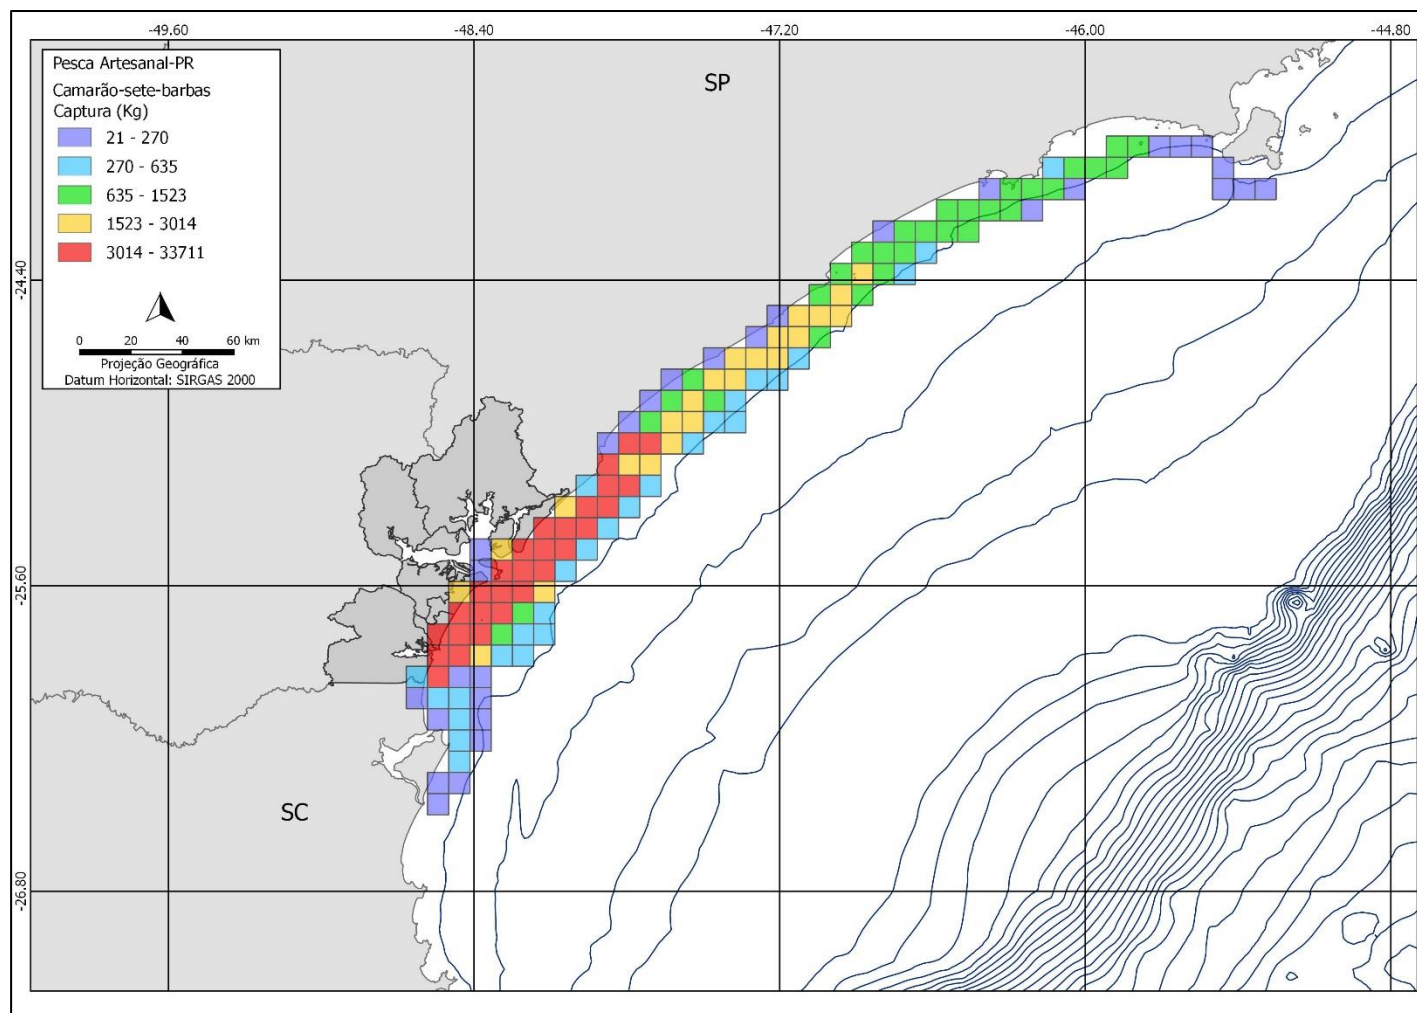 -49.60 -48.40 -47.20 -46.00 -44.80
Pesca Artesanal-PR
Camarão-sete-barbas
Captura (Kg)
21 - 270
270 - 635
635 - 1523
1523 - 3014
3014 - 33711
0 20 40 60 km
Projeção Geográfica
Datum Horizontal: SIRGAS 2000
SP
-24.40
-25.60
SC
-26.80